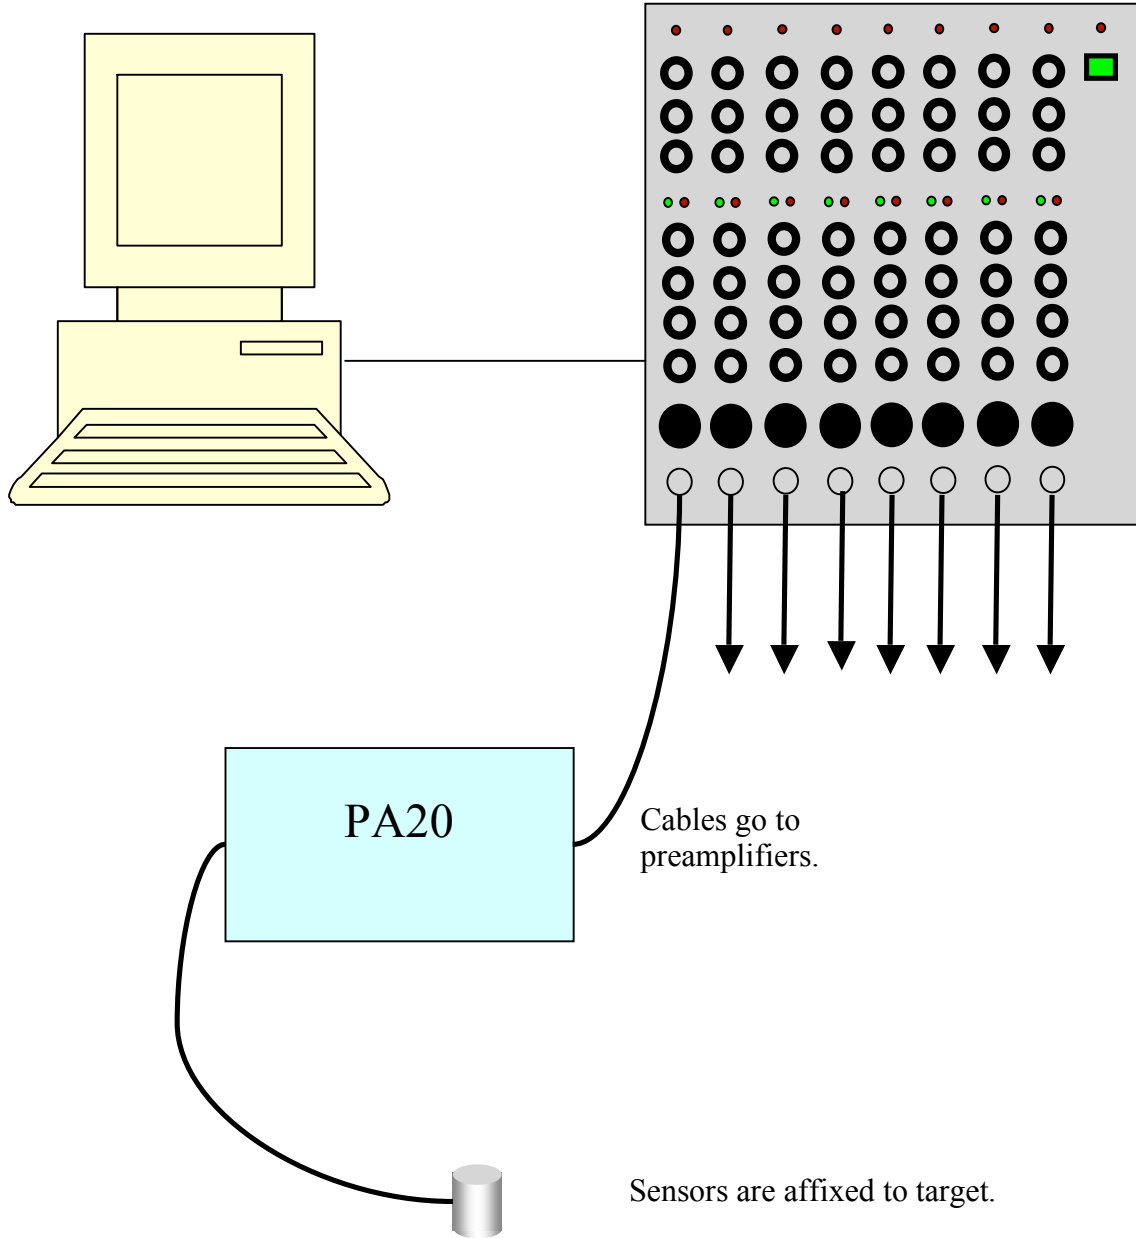 PA20
Cables go to
preamplifiers.
Sensors are affixed to target.